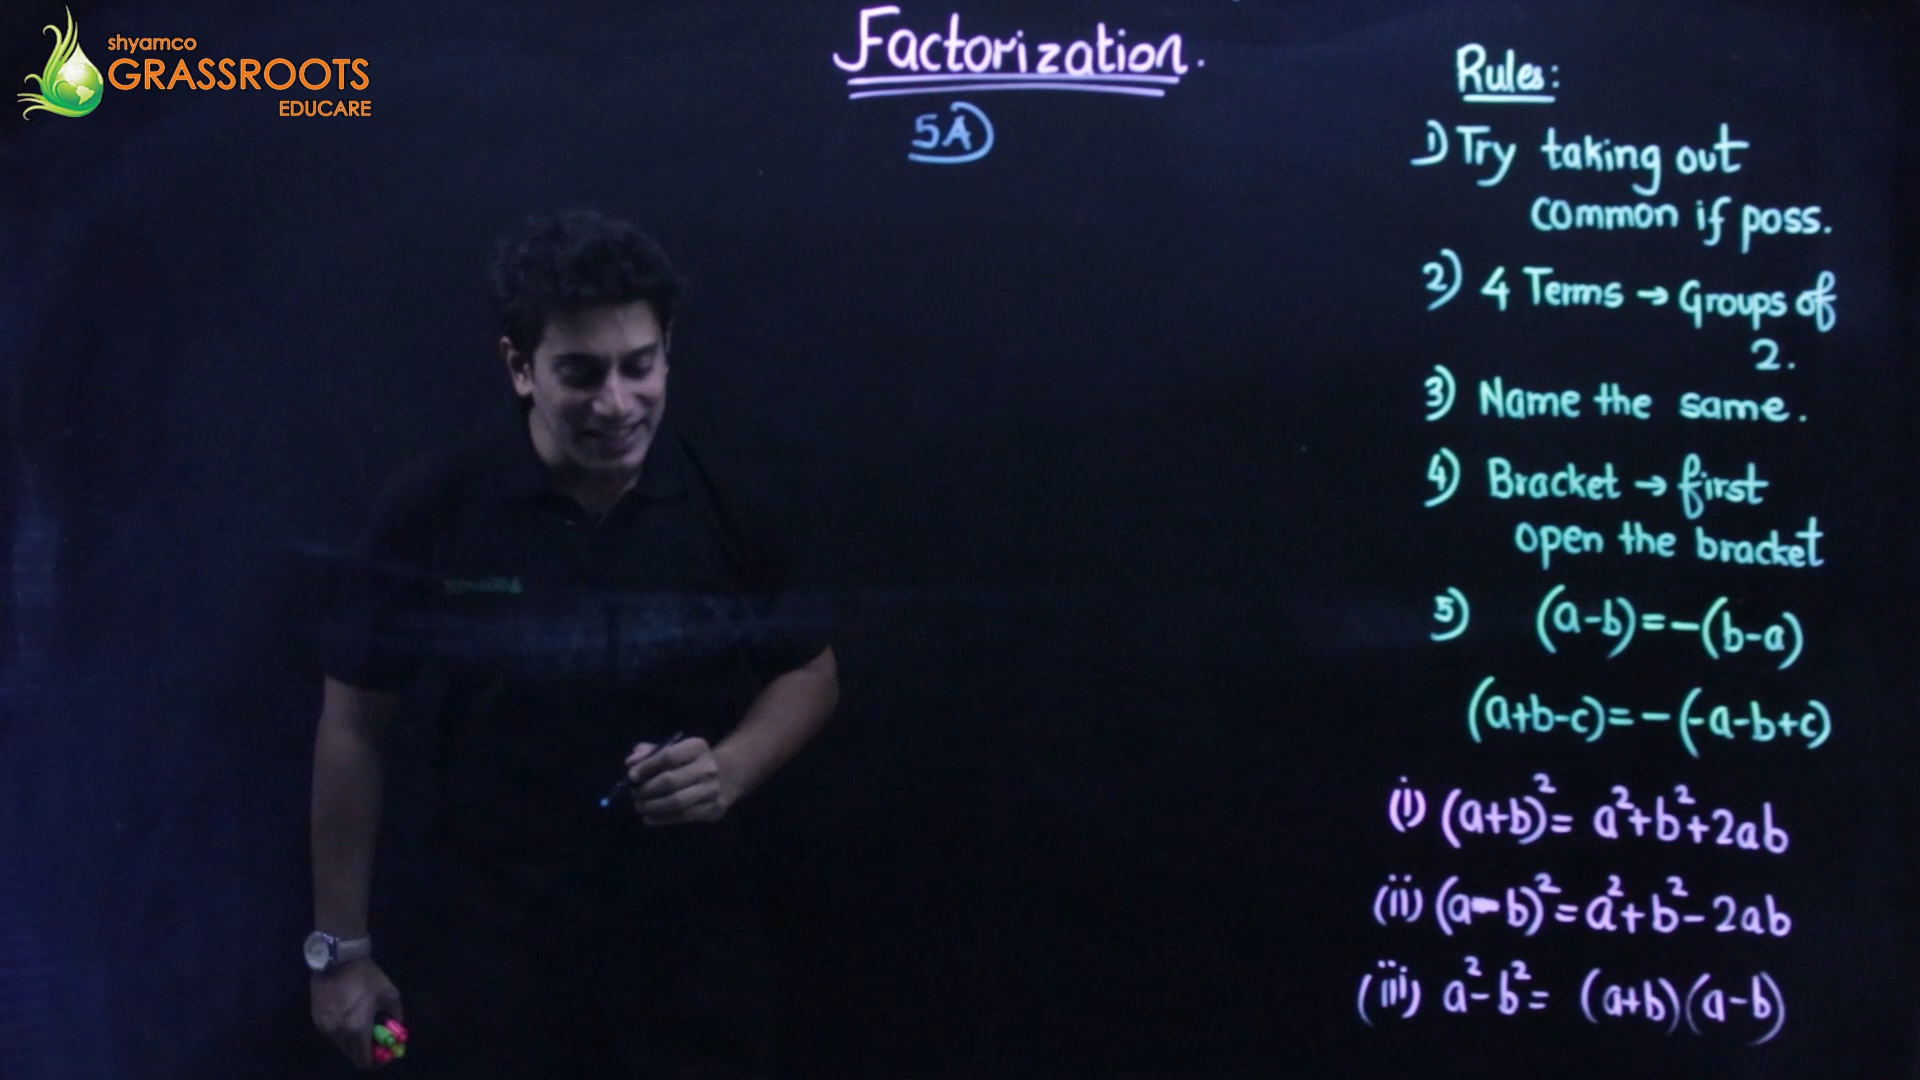 shyamco
GRASSROOTS
EDUCARE
Factorization.
5A)
Rules:
1) Try taking out
common if poss.
2) 4 Terms → Groups of
2.
3) Name the same.
4) Bracket → first
open the bracket
5) (a-b)=-(b-a)
(a+b-c)=-(-a-b+c)
(i) (a+b)²= a²+b²+2ab
(ii) (a-b)²=a²+b²-2ab
(iii) a²-b²= (a+b)(a-b)